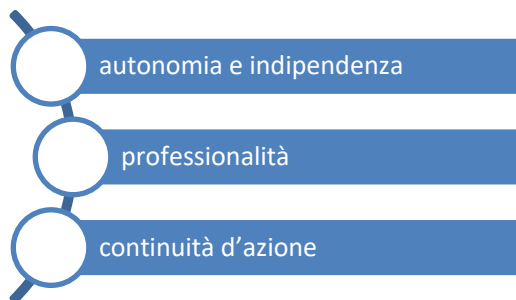 autonomia e indipendenza
professionalità
continuità d’azione